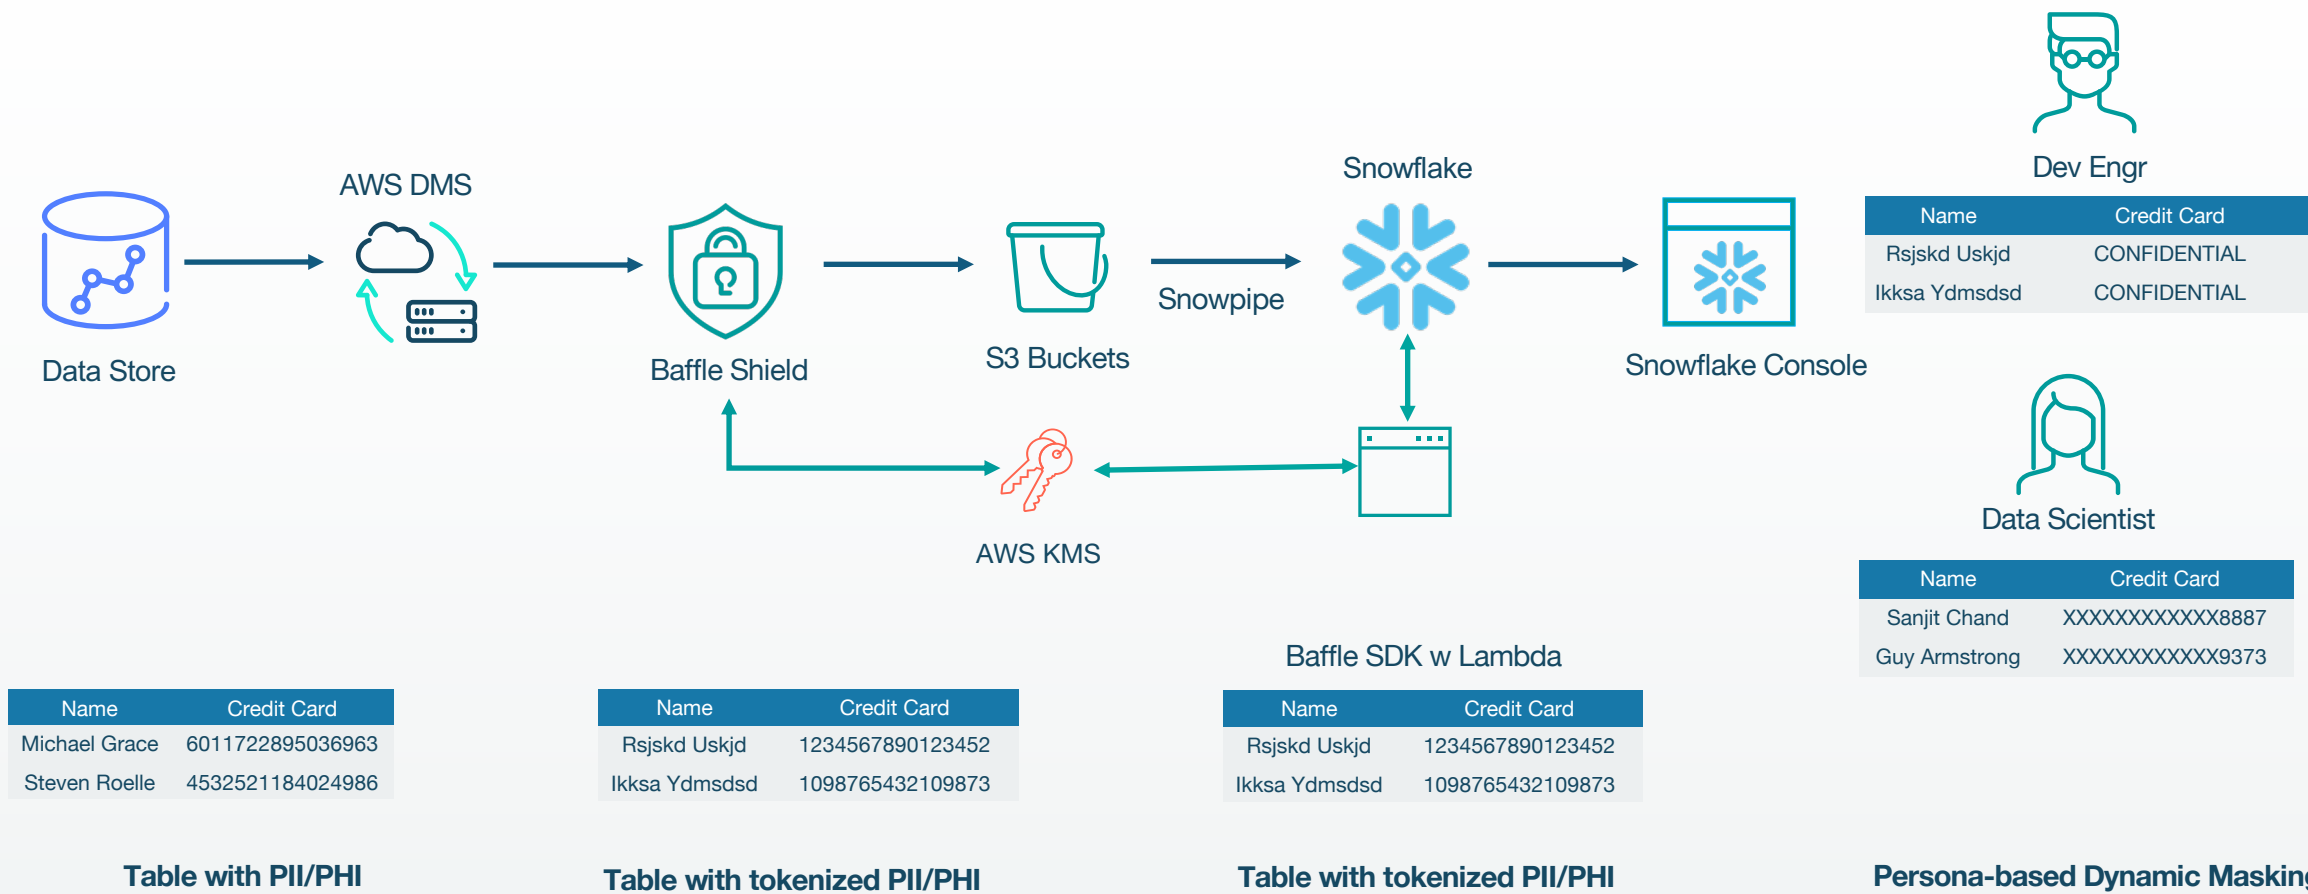 Dev Engr
Name Credit Card
Rsjskd Uskjd CONFIDENTIAL
Ikksa Ydmsdsd CONFIDENTIAL
AWS DMS
Snowflake
Data Store
Baffle Shield
S3 Buckets
Snowpipe
Snowflake Console
AWS KMS
Data Scientist
Name Credit Card
Sanjit Chand XXXXXXXXXXXX8887
Guy Armstrong XXXXXXXXXXXX9373
Baffle SDK w Lambda
Name Credit Card
Michael Grace 6011722895036963
Steven Roelle 4532521184024986
Name Credit Card
Rsjskd Uskjd 1234567890123452
Ikksa Ydmsdsd 1098765432109873
Name Credit Card
Rsjskd Uskjd 1234567890123452
Ikksa Ydmsdsd 1098765432109873
Table with PII/PHI
Table with tokenized PII/PHI
Table with tokenized PII/PHI
Persona-based Dynamic Masking